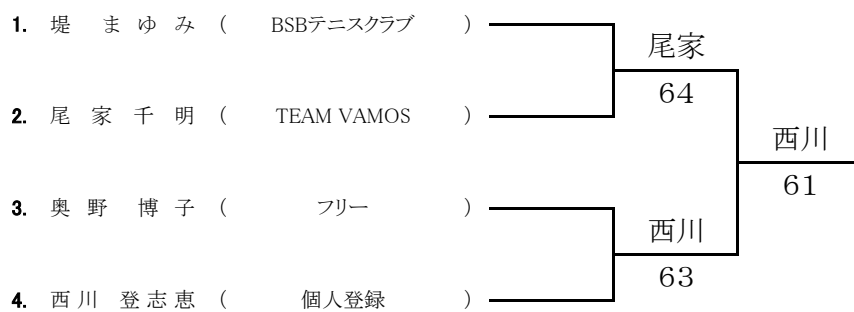 1. 堤 まゆみ ( BSBテニスクラブ )
尾家
64
2. 尾家千明 ( TEAM VAMOS )
西川
61
3. 奥野 博子 ( フリー )
西川
63
4. 西川 登志恵 ( 個人登録 )